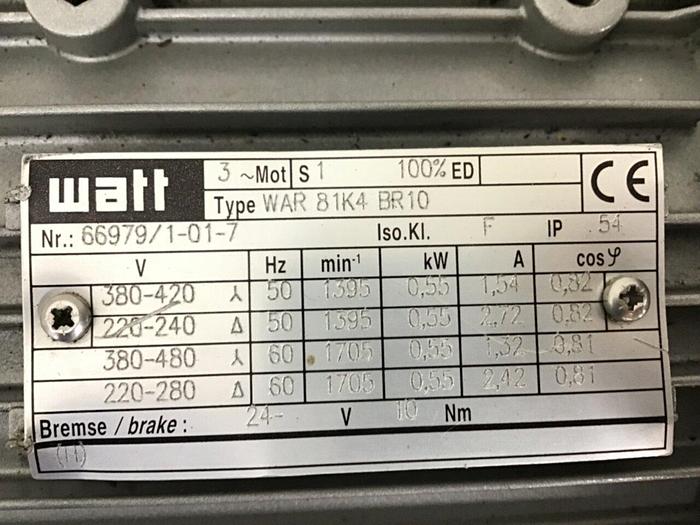 watt 3 ~Mot S 1 100% ED CE
Type WAR 81K4 BR10
Nr.: 66979/1-01-7 Iso.Kl. F IP 54
V Hz min-1 kW A cosφ
380-420 ⅄ 50 1395 0,55 1,54 0,82
220-240 Δ 50 1395 0,55 2,72 0,82
380-480 ⅄ 60 1705 0,55 1,32 0,81
220-280 Δ 60 1705 0,55 2,42 0,81
Bremse / brake : 24- V 10 Nm
(H)